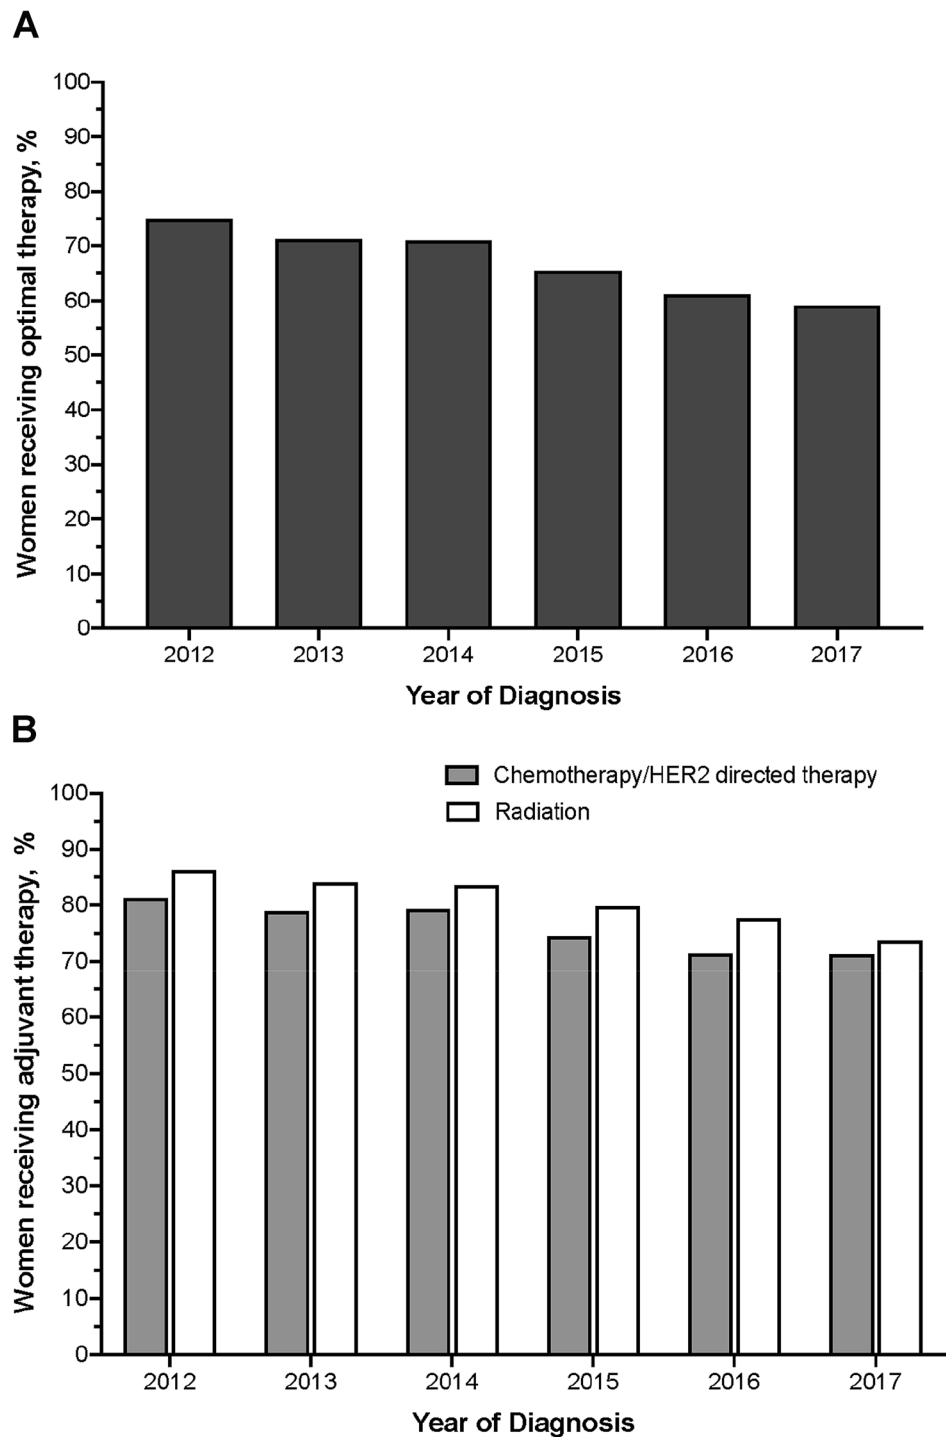 A
Women receiving optimal therapy, %
100
90
80
70
60
50
40
30
20
10
0
2012 2013 2014 2015 2016 2017
Year of Diagnosis
B
Chemotherapy/HER2 directed therapy
Radiation
Women receiving adjuvant therapy, %
100
90
80
70
60
50
40
30
20
10
0
2012 2013 2014 2015 2016 2017
Year of Diagnosis